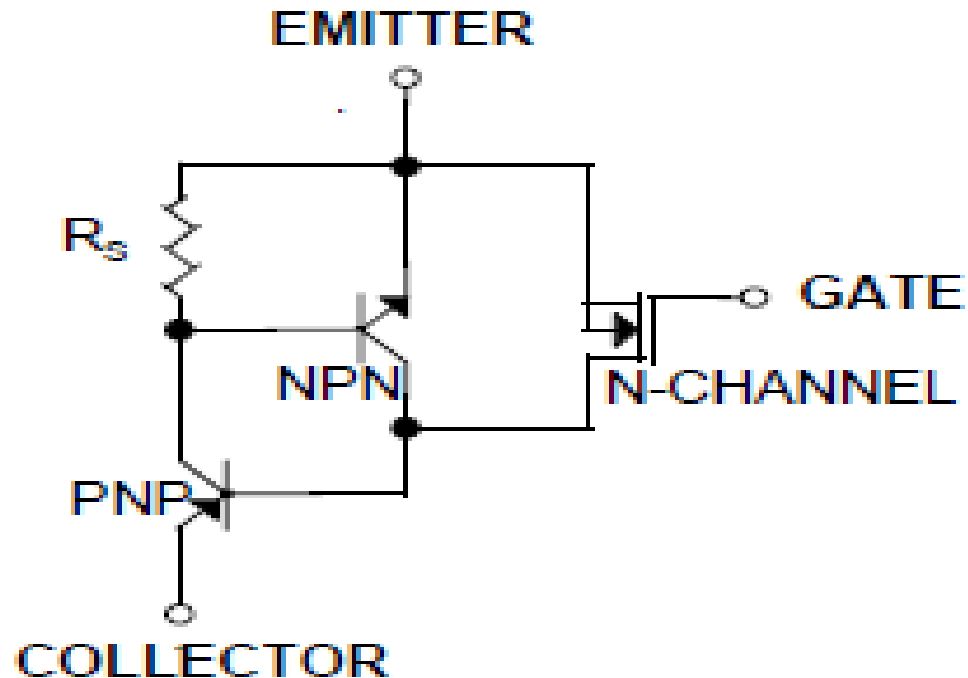 EMITTER
Rs
GATE
NPN
N-CHANNEL
PNP
COLLECTOR